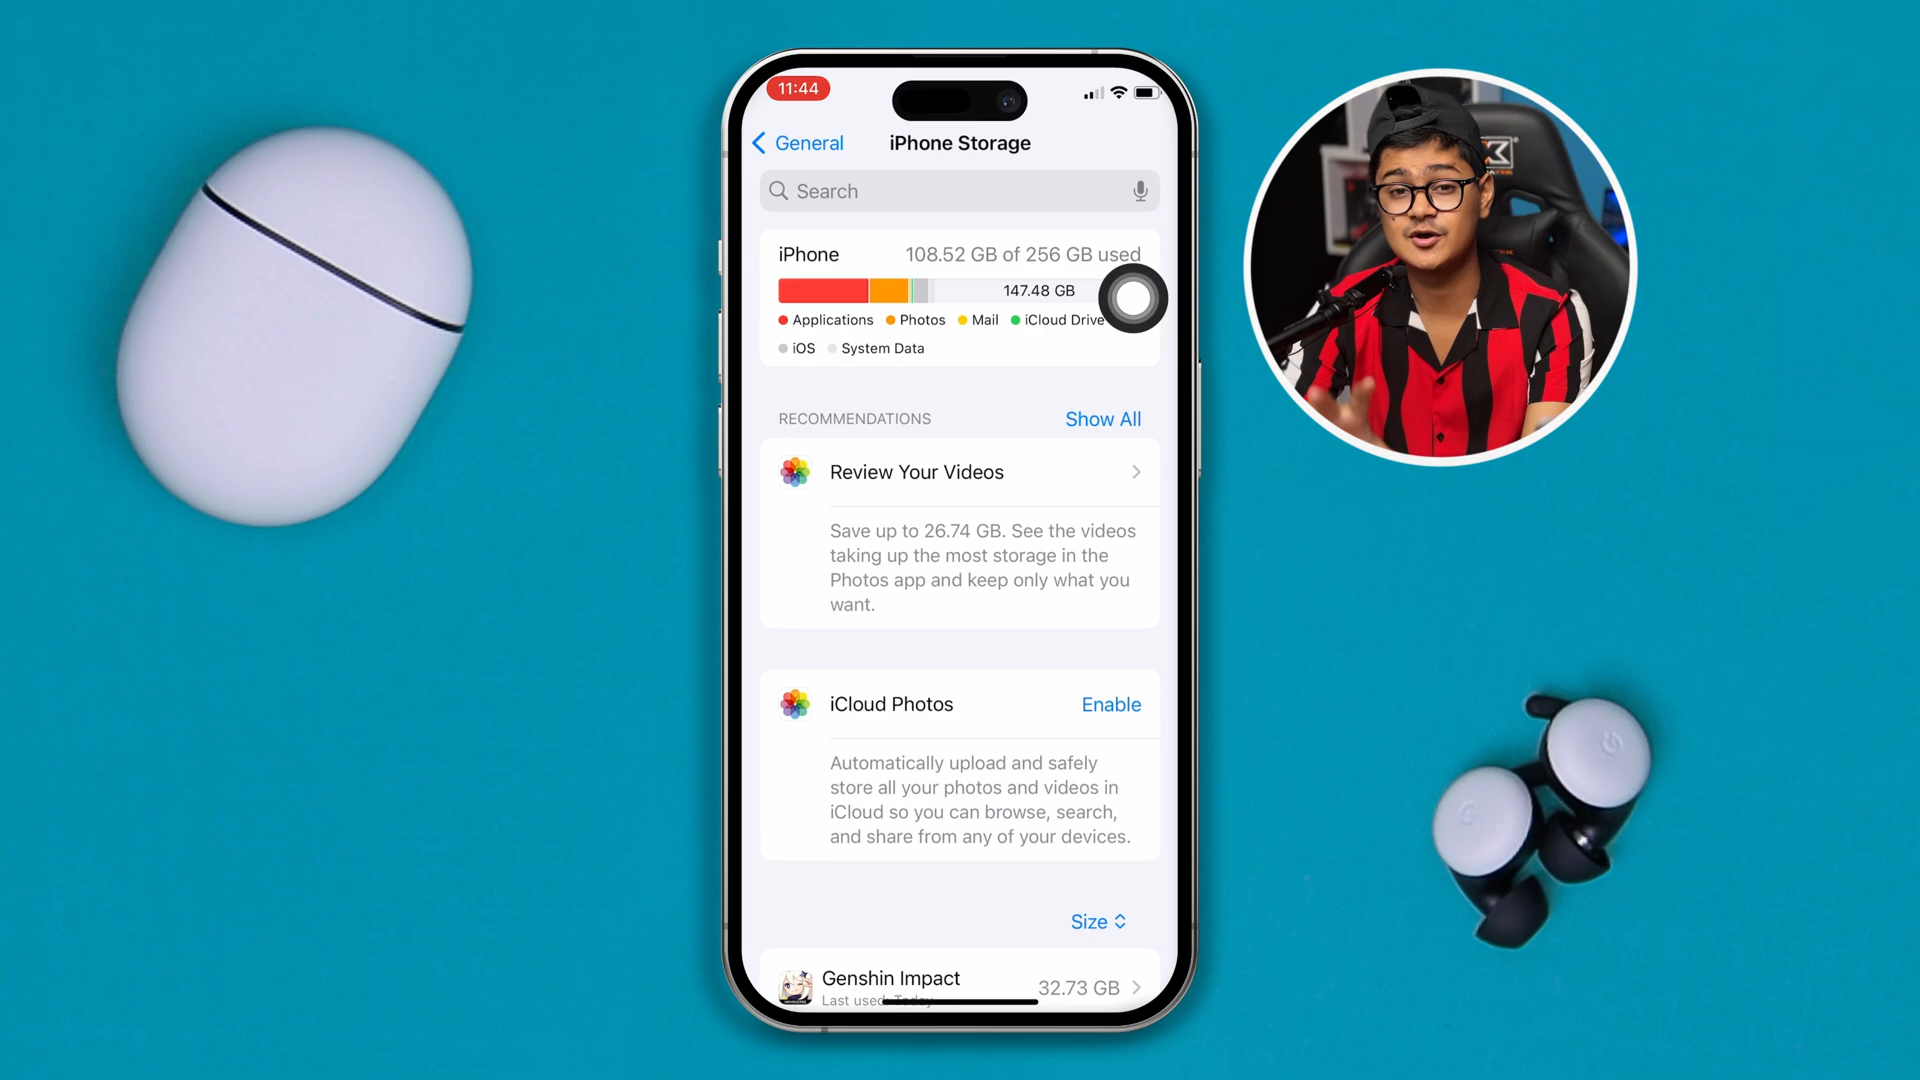 11:44
General
iPhone Storage
Search
iPhone
108.52 GB of 256 GB used
147.48 GB
Applications Photos Mail iCloud Drive
iOS System Data
RECOMMENDATIONS
Show All
Review Your Videos
Save up to 26.74 GB. See the videos
taking up the most storage in the
Photos app and keep only what you
want.
iCloud Photos
Enable
Automatically upload and safely
store all your photos and videos in
iCloud so you can browse, search,
and share from any of your devices.
Size
Genshin Impact
32.73 GB
Last used: Today